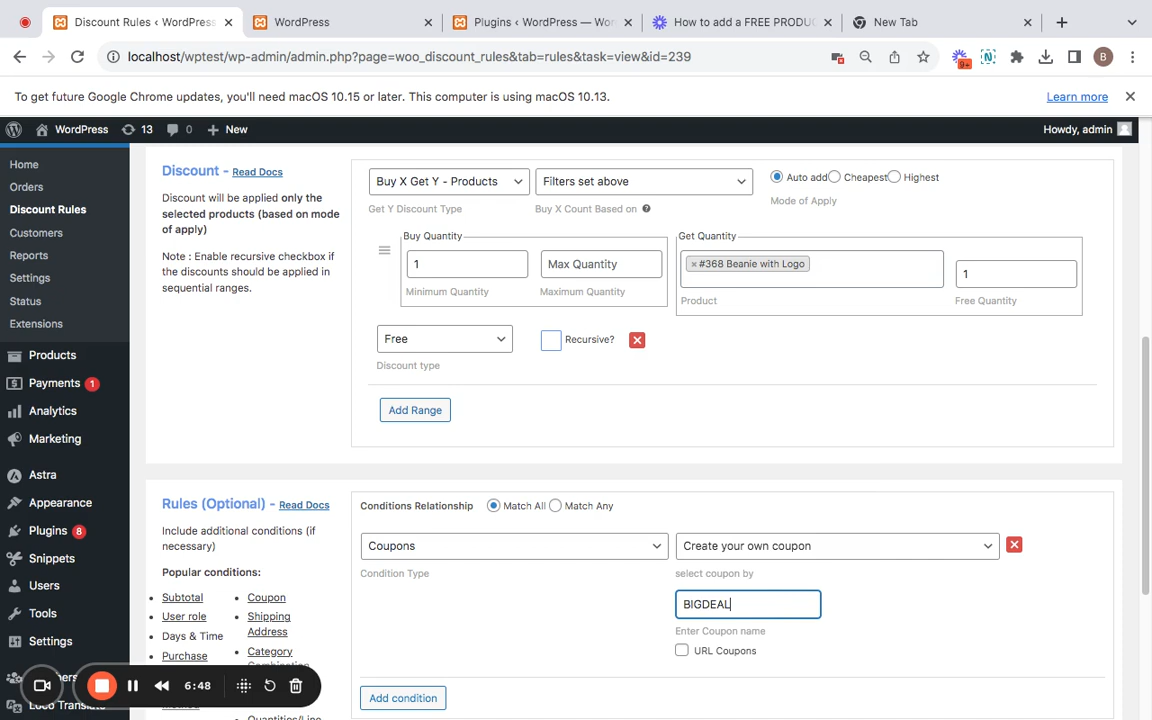 Discount Rules ‹ WordPress
WordPress
Plugins ‹ WordPress — Wor
How to add a FREE PRODUC
New Tab
localhost/wptest/wp-admin/admin.php?page=woo_discount_rules&tab=rules&task=view&id=239
9+
B
To get future Google Chrome updates, you'll need macOS 10.15 or later. This computer is using macOS 10.13.
Learn more
WordPress
13
0
New
Howdy, admin
Home
Orders
Discount Rules
Customers
Reports
Settings
Status
Extensions
Products
Payments 1
Analytics
Marketing
Astra
Appearance
Plugins 8
Snippets
Users
Tools
Settings
6:48
Discount - Read Docs
Discount will be applied only the
selected products (based on mode
of apply)
Note : Enable recursive checkbox if
the discounts should be applied in
sequential ranges.
Buy X Get Y - Products
Get Y Discount Type
Filters set above
Buy X Count Based on
Auto add
Cheapest
Highest
Mode of Apply
Buy Quantity
1
Minimum Quantity
Max Quantity
Maximum Quantity
Get Quantity
× #368 Beanie with Logo
Product
1
Free Quantity
Free
Discount type
Recursive?
Add Range
Rules (Optional) - Read Docs
Include additional conditions (if
necessary)
Popular conditions:
Subtotal
User role
Days & Time
Purchase
Coupon
Shipping
Address
Category
Conditions Relationship
Match All
Match Any
Coupons
Condition Type
Create your own coupon
select coupon by
BIGDEAL
Enter Coupon name
URL Coupons
Add condition